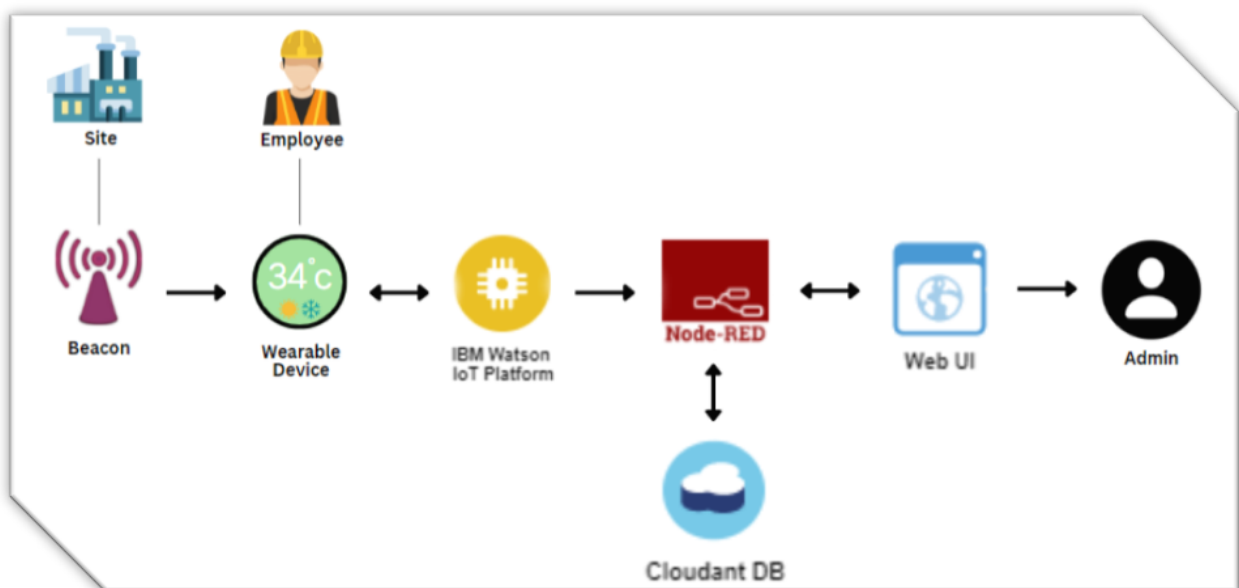 Site
Employee
34°c
Beacon
Wearable
Device
IBM Watson
IoT Platform
Node-RED
Web UI
Admin
Cloudant DB